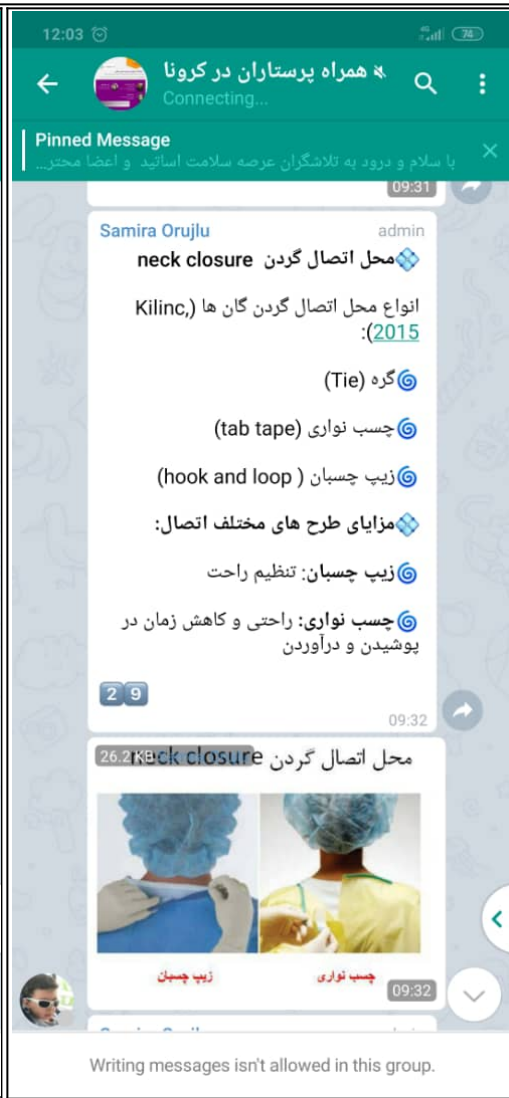 12:03
4G
74
همراه پرستاران در کرونا
Connecting...
Pinned Message
با سلام و درود به تلاشگران عرصه سلامت اساتید و اعضا محتر...
09:31
Samira Orujlu admin
محل اتصال گردن neck closure
انواع محل اتصال گردن گان ها (Kilinc,
2015):
گره (Tie)
چسب نواری (tab tape)
زیپ چسبان ( hook and loop)
مزایای طرح های مختلف اتصال:
زیپ چسبان: تنظیم راحت
چسب نواری: راحتی و کاهش زمان در
پوشیدن و درآوردن
29
09:32
محل اتصال گردن neck closure
26.2 KB
زیپ چسبان
چسب نواری
09:32
Writing messages isn't allowed in this group.